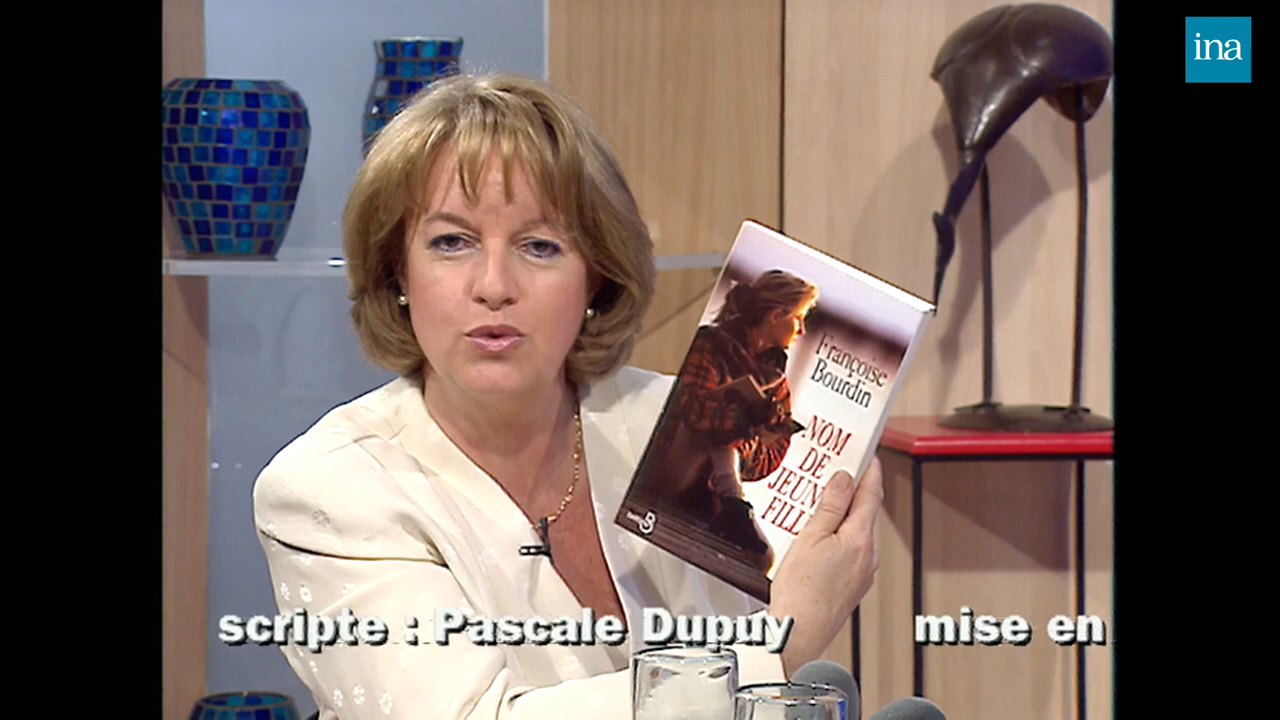 ina
Françoise
Bourdin
NOM
DE
JEUN
FILL
scripte : Pascale Dupuy mise en